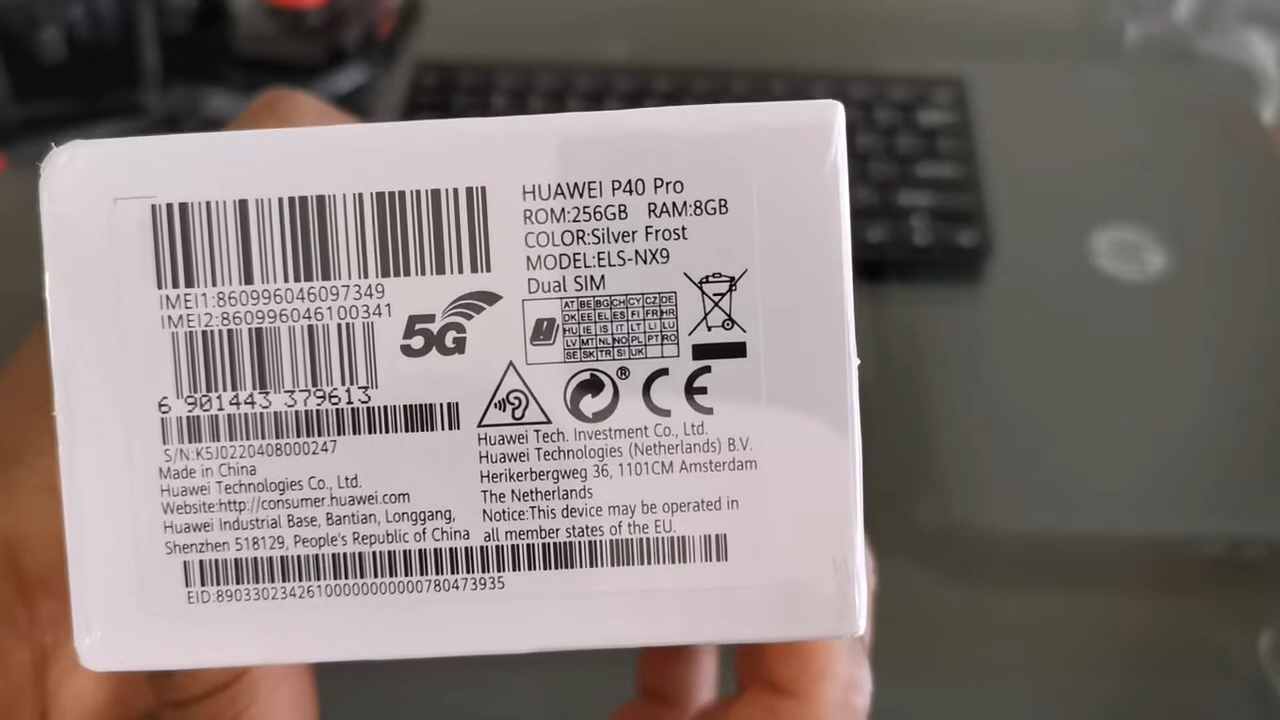 IMEI1:860996046097349
IMEI2:860996046100341
6 901443 379613
S/N:K5J0220408000247
Made in China
Huawei Technologies Co., Ltd.
Website:http://consumer.huawei.com
Huawei Industrial Base, Bantian, Longgang,
Shenzhen 518129, People's Republic of China
5G
HUAWEI P40 Pro
ROM:256GB RAM:8GB
COLOR:Silver Frost
MODEL:ELS-NX9
Dual SIM
AT BE BG CH CY CZ DE
DK EE EL ES FI FR HR
HU IE IS IT LT LI LU
LV MT NL NO PL PT RO
SE SK TR SI UK
® CE
Huawei Tech. Investment Co., Ltd.
Huawei Technologies (Netherlands) B.V.
Herikerbergweg 36, 1101CM Amsterdam
The Netherlands
Notice:This device may be operated in
all member states of the EU.
EID:89033023426100000000000780473935
hp